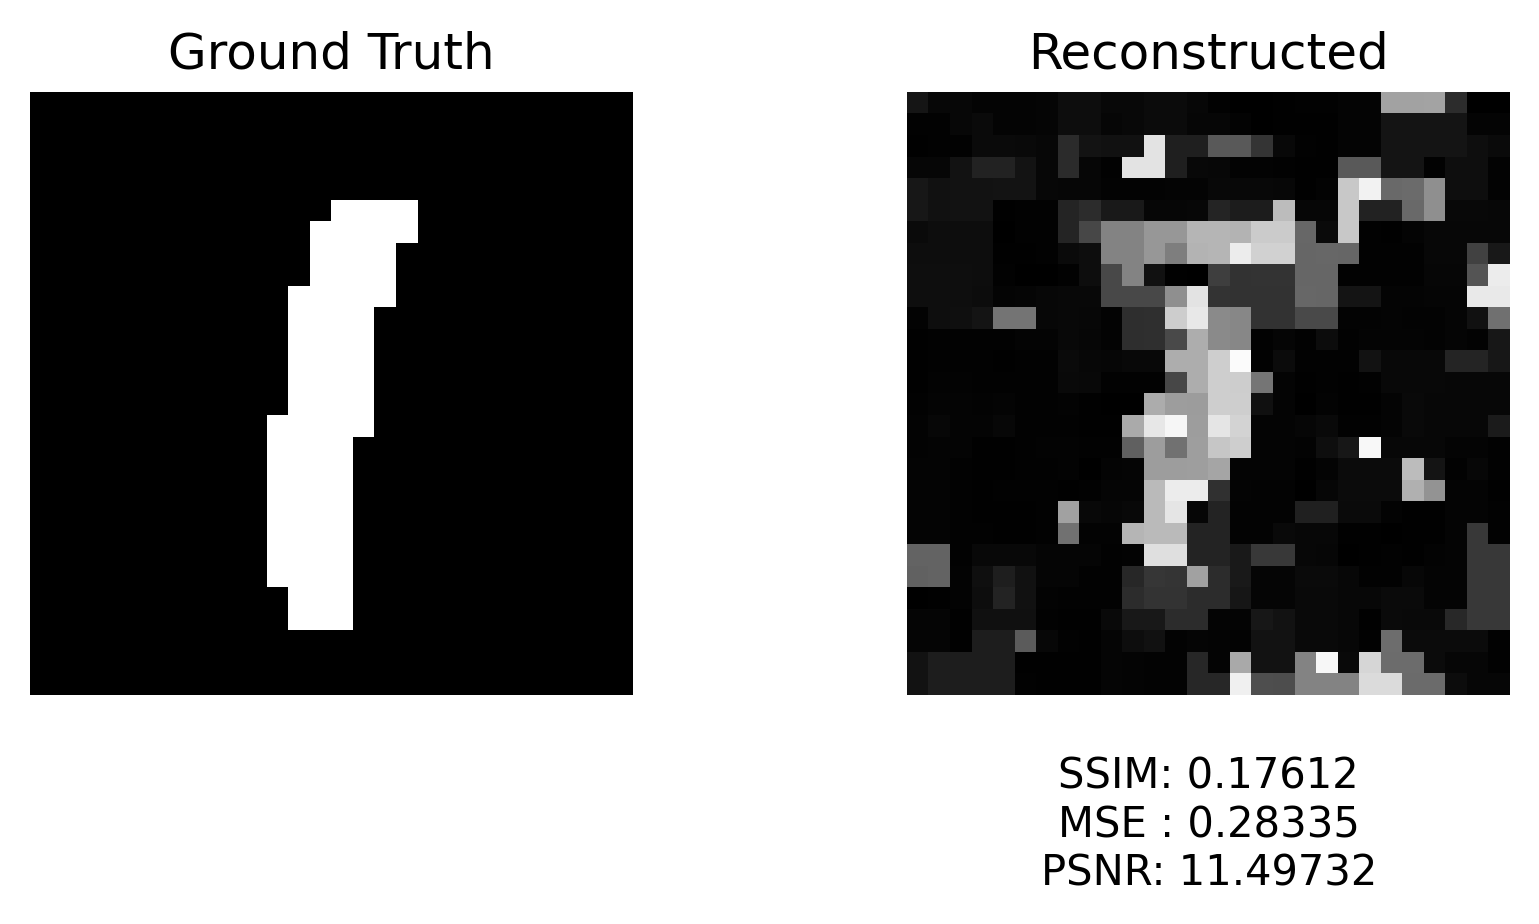 Ground Truth
Reconstructed
SSIM: 0.17612
MSE : 0.28335
PSNR: 11.49732